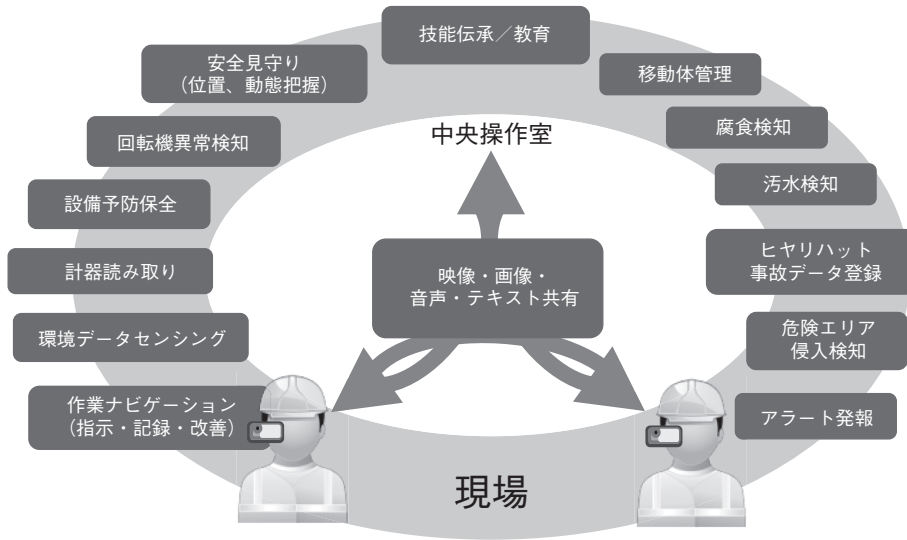 技能伝承／教育
安全見守り
（位置、動態把握）
移動体管理
回転機異常検知
中央操作室
腐食検知
設備予防保全
汚水検知
計器読み取り
映像・画像・
音声・テキスト共有
ヒヤリハット
事故データ登録
環境データセンシング
危険エリア
侵入検知
作業ナビゲーション
（指示・記録・改善）
アラート発報
現場